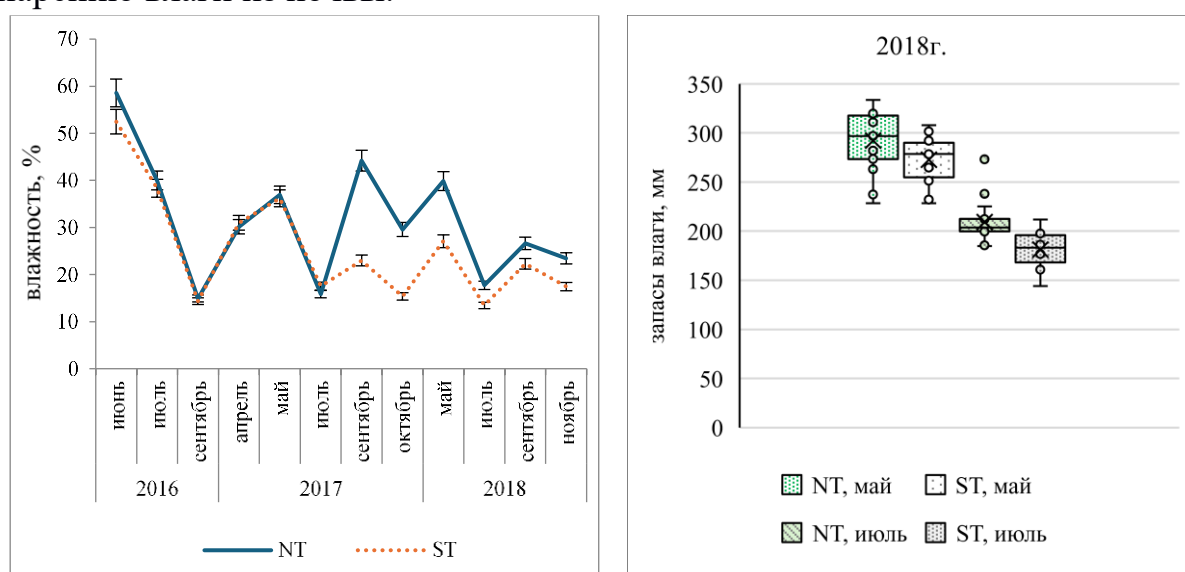 70
60
50
40
30
20
10
0
влажность, %
июнь
июль
сентябрь
апрель
май
июль
сентябрь
октябрь
май
июль
сентябрь
ноябрь
2016 2017 2018
NT ST
2018г.
350
300
250
200
150
100
50
0
запасы влаги, мм
NT, май ST, май
NT, июль ST, июль